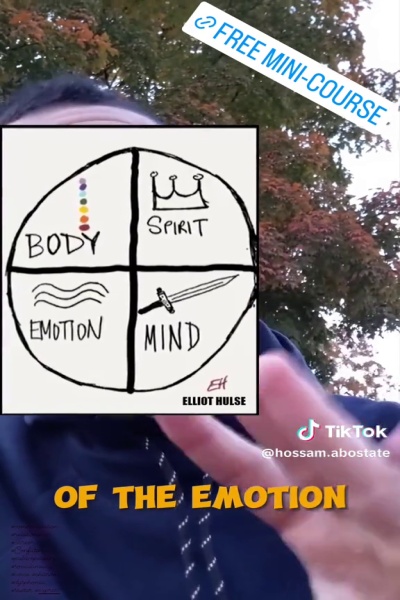 FREE MINI-COURSE
BODY
SPIRIT
EMOTION
MIND
EH
ELLIOT HULSE
TikTok
@hossam.abostate
OF THE EMOTION